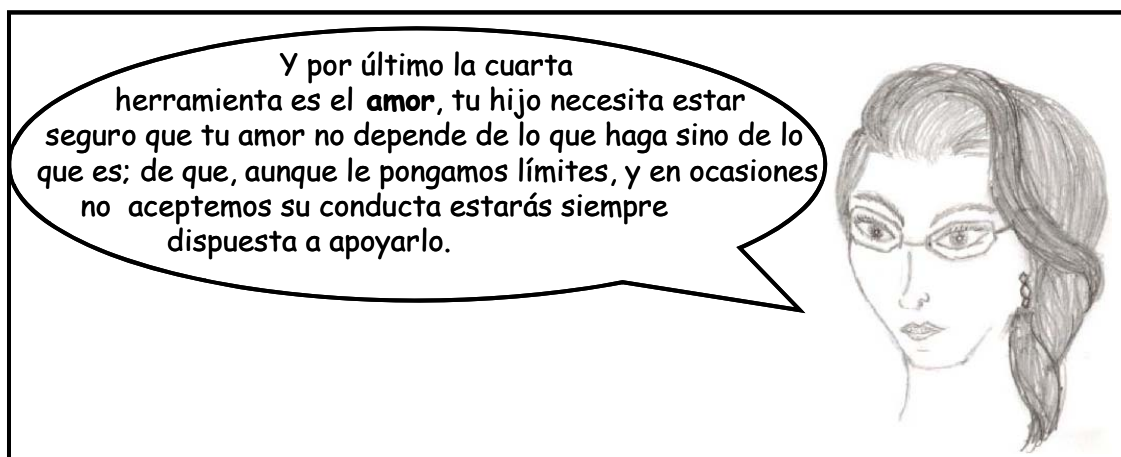 Y por último la cuarta
herramienta es el amor, tu hijo necesita estar
seguro que tu amor no depende de lo que haga sino de lo
que es; de que, aunque le pongamos límites, y en ocasiones
no aceptemos su conducta estarás siempre
dispuesta a apoyarlo.